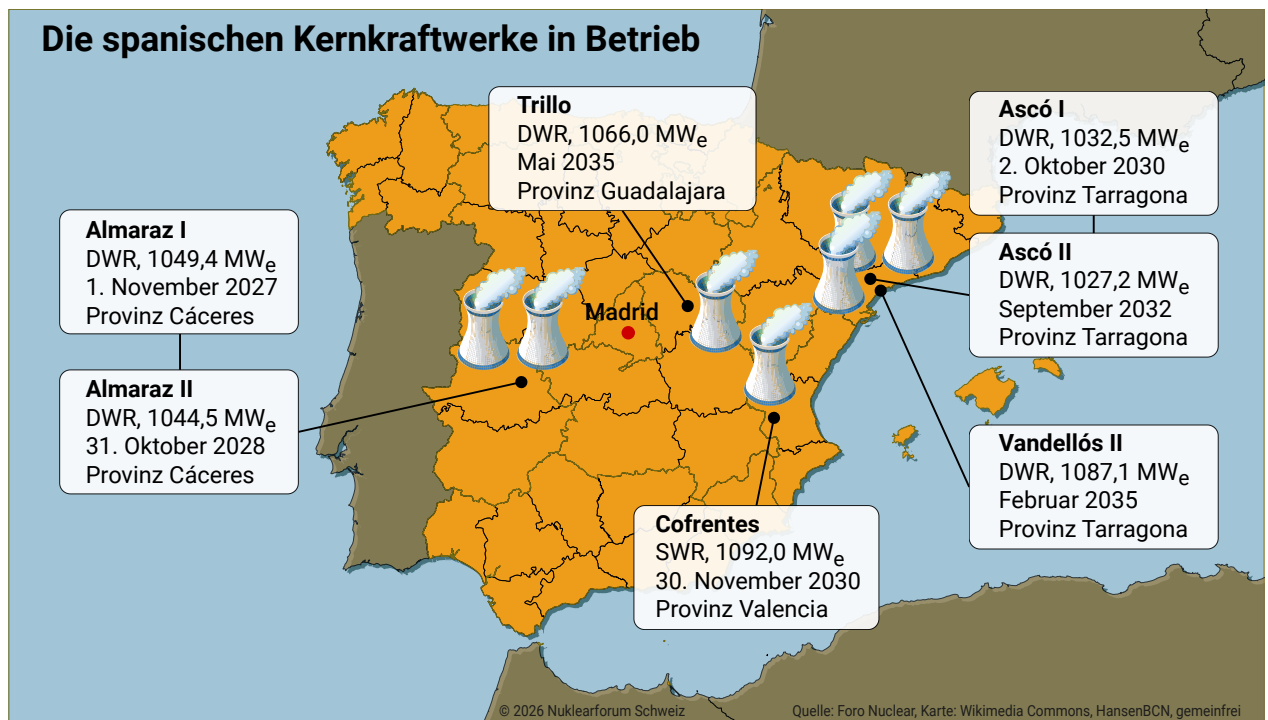 Die spanischen Kernkraftwerke in Betrieb
Trillo
DWR, 1066,0 MWe
Mai 2035
Provinz Guadalajara
Ascó I
DWR, 1032,5 MWe
2. Oktober 2030
Provinz Tarragona
Almaraz I
DWR, 1049,4 MWe
1. November 2027
Provinz Cáceres
Ascó II
DWR, 1027,2 MWe
September 2032
Provinz Tarragona
Madrid
Almaraz II
DWR, 1044,5 MWe
31. Oktober 2028
Provinz Cáceres
Vandellós II
DWR, 1087,1 MWe
Februar 2035
Provinz Tarragona
Cofrentes
SWR, 1092,0 MWe
30. November 2030
Provinz Valencia
© 2026 Nuklearforum Schweiz
Quelle: Foro Nuclear, Karte: Wikimedia Commons, HansenBCN, gemeinfrei